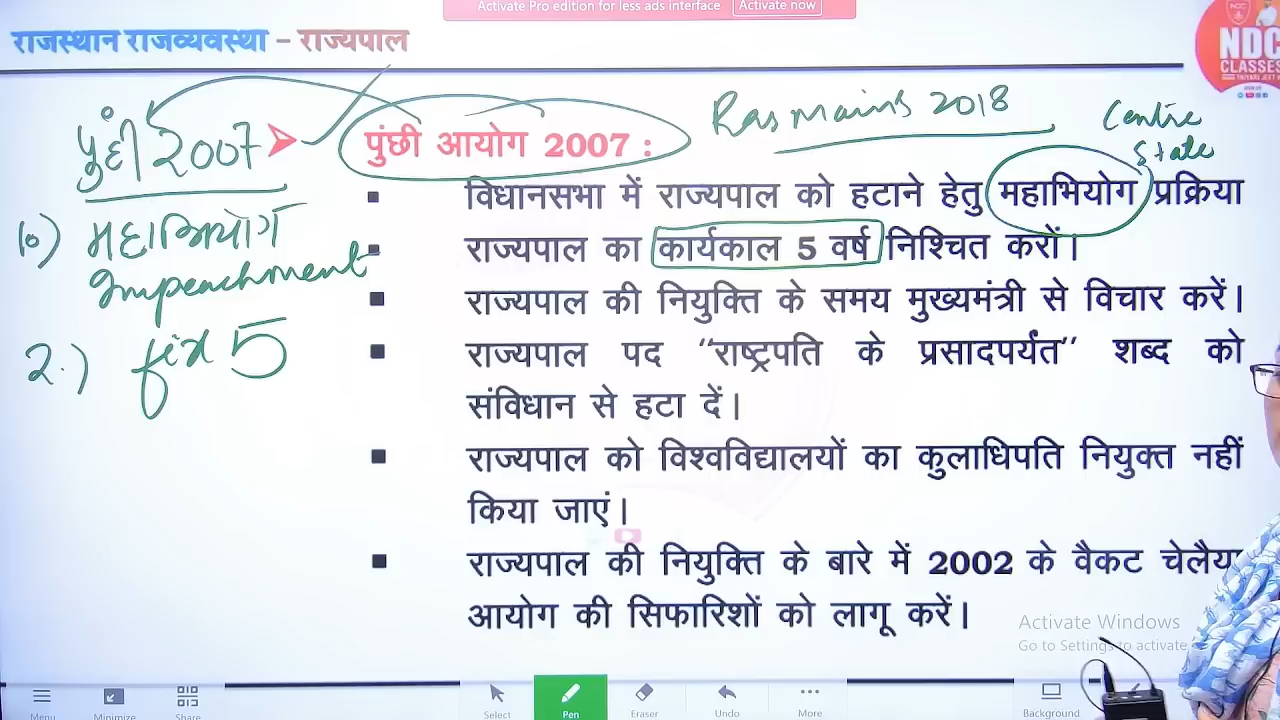 Activate Pro edition for less ads interface Activate now
राजस्थान राजव्यवस्था – राज्यपाल
NDC
CLASSES
Ras mains 2018
Centre
State
पुंछी 2007
पुंछी आयोग 2007 :
विधानसभा में राज्यपाल को हटाने हेतु महाभियोग प्रक्रिया
महाभियोग
Impeachment
राज्यपाल का कार्यकाल 5 वर्ष निश्चित करों।
राज्यपाल की नियुक्ति के समय मुख्यमंत्री से विचार करें।
2.) fix 5
राज्यपाल पद “राष्ट्रपति के प्रसादपर्यंत” शब्द को
संविधान से हटा दें।
राज्यपाल को विश्वविद्यालयों का कुलाधिपति नियुक्त नहीं
किया जाएं।
राज्यपाल की नियुक्ति के बारे में 2002 के वैकट चेलैया
आयोग की सिफारिशों को लागू करें।
Activate Windows
Go to Settings to activate
Menu Minimize Share Select Pen Eraser Undo More Background